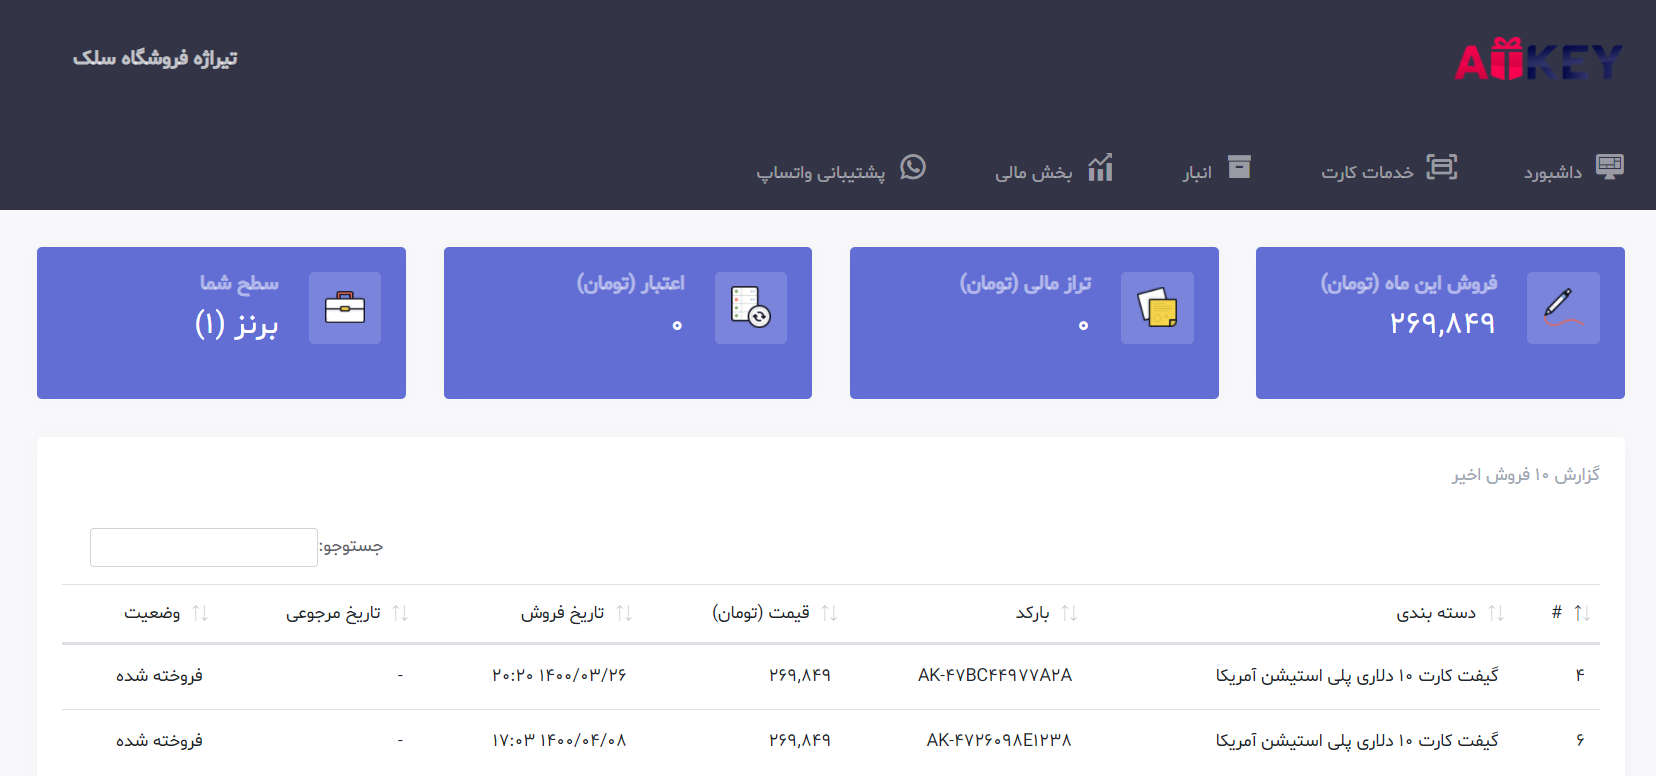 AKEY
تیراژه فروشگاه سلک
داشبورد خدمات کارت انبار بخش مالی پشتیبانی واتساپ
فروش این ماه (تومان)
۲۶۹,۸۴۹
تراز مالی (تومان)
۰
اعتبار (تومان)
۰
سطح شما
برنز (۱)
گزارش ۱۰ فروش اخیر
جستوجو:
# دسته بندی بارکد قیمت (تومان) تاریخ فروش تاریخ مرجوعی وضعیت
۴ گیفت کارت ۱۰ دلاری پلی استیشن آمریکا AK-۴۷BC۴۴۹۷۷A۲A ۲۶۹,۸۴۹ ۱۴۰۰/۰۳/۲۶ ۲۰:۲۰ - فروخته شده
۶ گیفت کارت ۱۰ دلاری پلی استیشن آمریکا AK-۴۷۲۶۰۹۸E۱۲۳۸ ۲۶۹,۸۴۹ ۱۴۰۰/۰۴/۰۸ ۱۷:۰۳ - فروخته شده